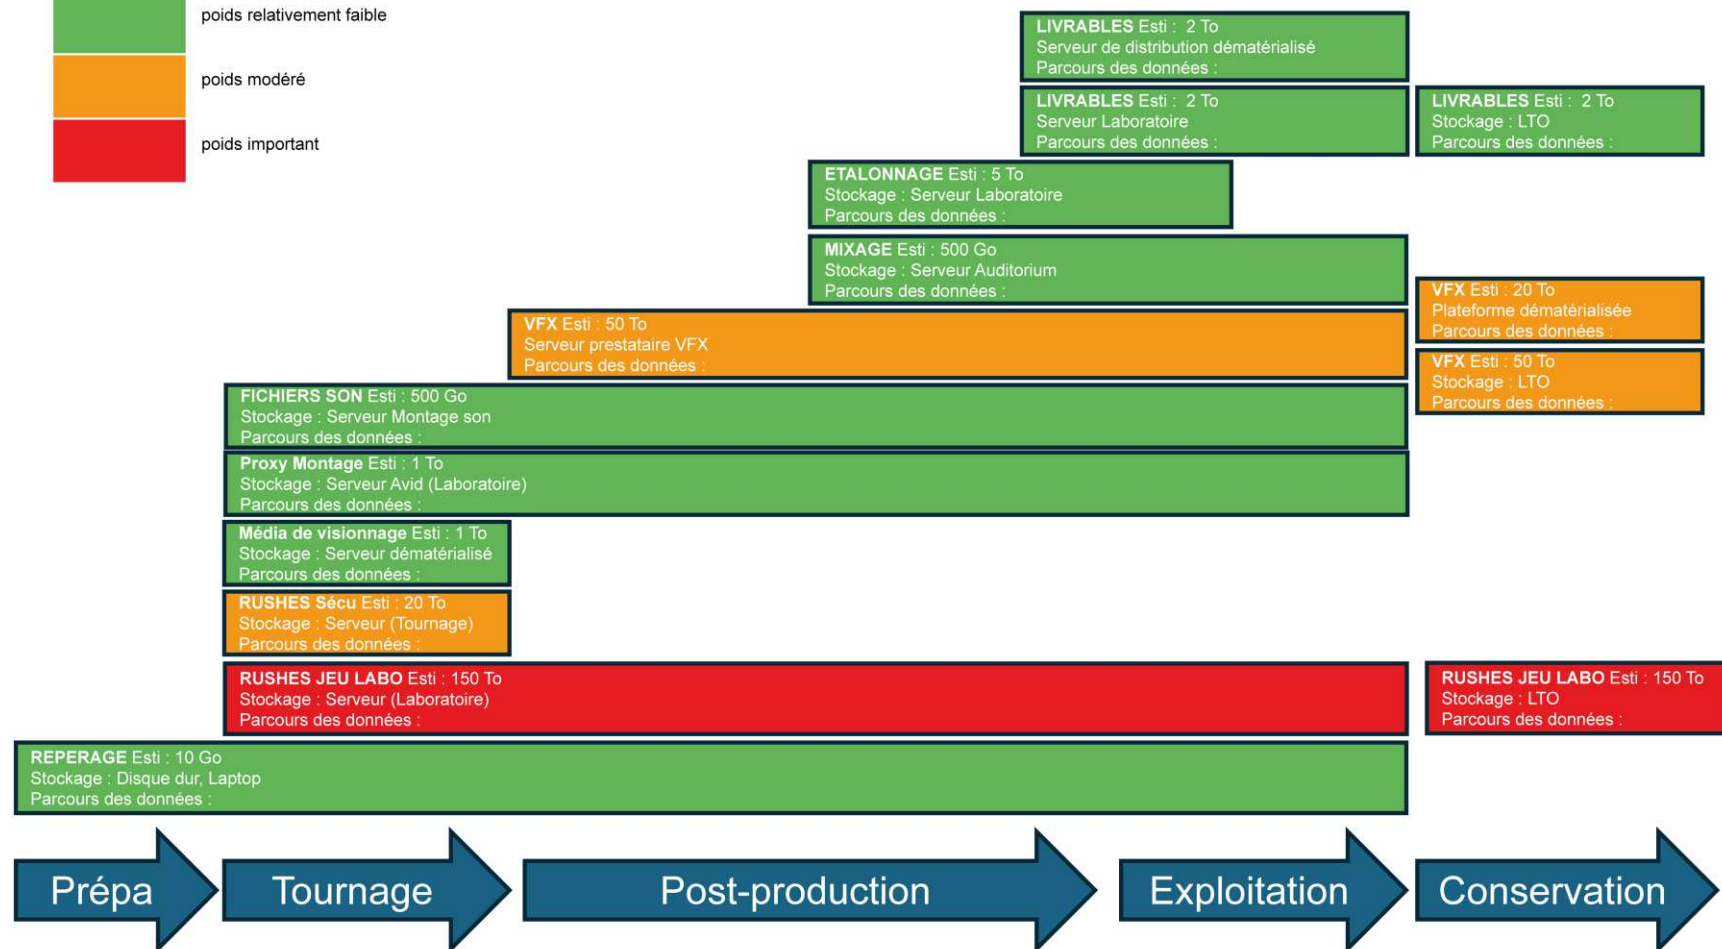 poids relativement faible
poids modéré
poids important
LIVRABLES Esti : 2 To
Serveur de distribution dématérialisé
Parcours des données :
LIVRABLES Esti : 2 To
Serveur Laboratoire
Parcours des données :
LIVRABLES Esti : 2 To
Stockage : LTO
Parcours des données :
ETALONNAGE Esti : 5 To
Stockage : Serveur Laboratoire
Parcours des données :
MIXAGE Esti : 500 Go
Stockage : Serveur Auditorium
Parcours des données :
VFX Esti : 20 To
Plateforme dématérialisée
Parcours des données :
VFX Esti : 50 To
Serveur prestataire VFX
Parcours des données :
VFX Esti : 50 To
Stockage : LTO
Parcours des données :
FICHIERS SON Esti : 500 Go
Stockage : Serveur Montage son
Parcours des données :
Proxy Montage Esti : 1 To
Stockage : Serveur Avid (Laboratoire)
Parcours des données :
Média de visionnage Esti : 1 To
Stockage : Serveur dématérialisé
Parcours des données :
RUSHES Sécu Esti : 20 To
Stockage : Serveur (Tournage)
Parcours des données :
RUSHES JEU LABO Esti : 150 To
Stockage : Serveur (Laboratoire)
Parcours des données :
RUSHES JEU LABO Esti : 150 To
Stockage : LTO
Parcours des données :
REPERAGE Esti : 10 Go
Stockage : Disque dur, Laptop
Parcours des données :
Prépa
Tournage
Post-production
Exploitation
Conservation